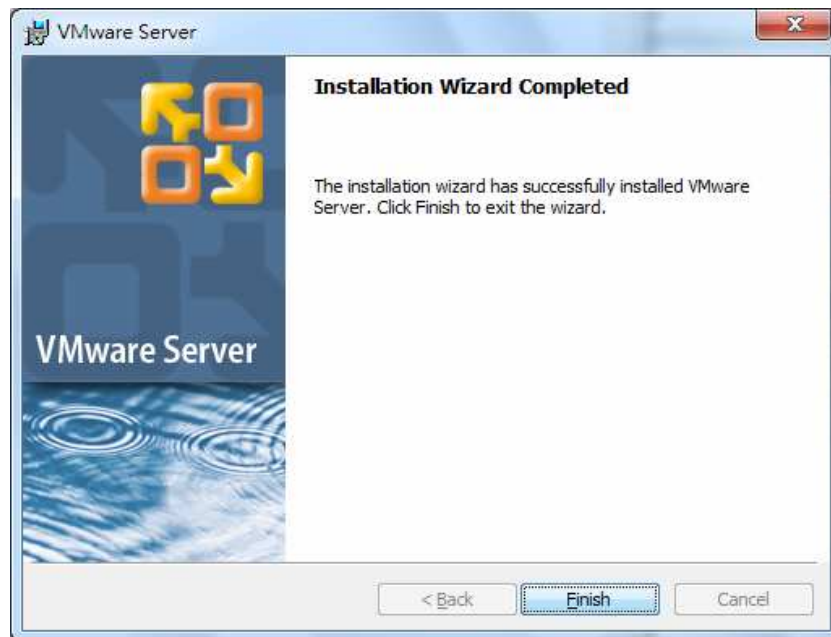 VMware Server
Installation Wizard Completed
The installation wizard has successfully installed VMware
Server. Click Finish to exit the wizard.
VMware Server
< Back
Finish
Cancel